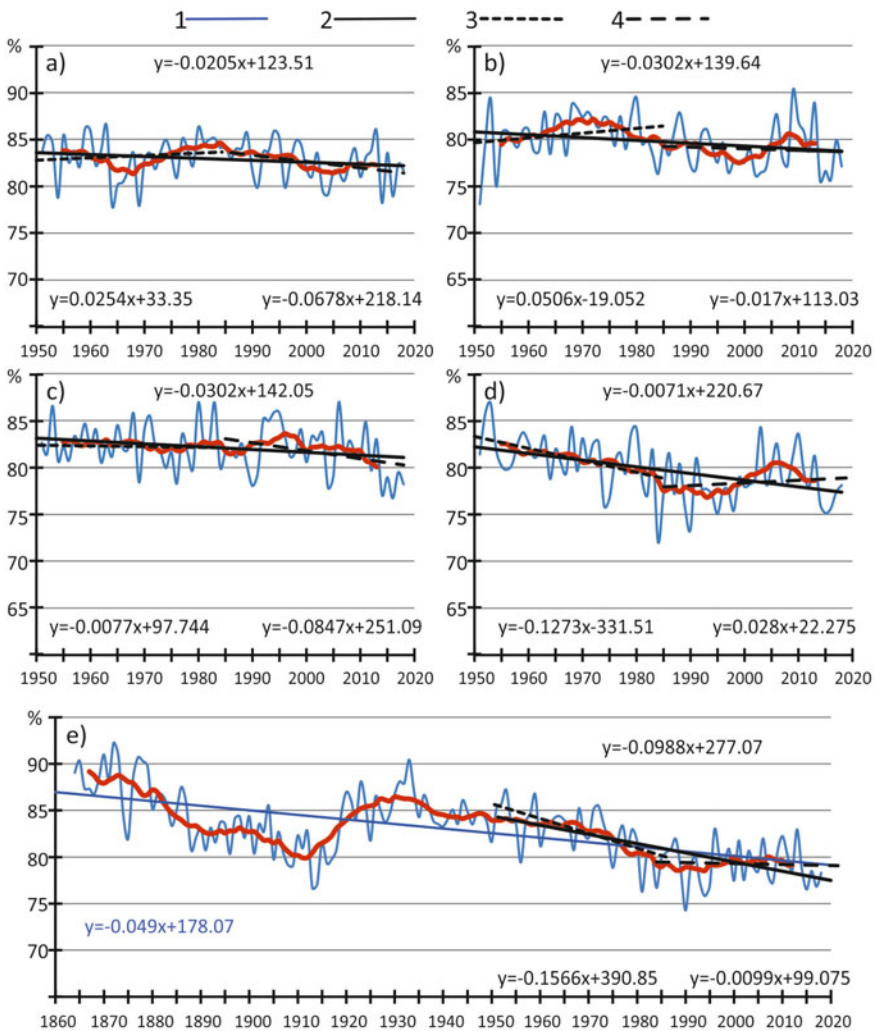 1 2 3 4
% %
a) y=-0.0205x+123.51
b) y=-0.0302x+139.64
90 85
85 80
80 75
75 70
70 65
y=0.0254x+33.35 y=-0.0678x+218.14
y=0.0506x-19.052 y=-0.017x+113.03
1950 1960 1970 1980 1990 2000 2010 2020
1950 1960 1970 1980 1990 2000 2010 2020
% %
c) y=-0.0302x+142.05
d) y=-0.0071x+220.67
85 85
80 80
75 75
70 70
65 65
y=-0.0077x+97.744 y=-0.0847x+251.09
y=-0.1273x-331.51 y=0.028x+22.275
1950 1960 1970 1980 1990 2000 2010 2020
1950 1960 1970 1980 1990 2000 2010 2020
%
e)
y=-0.0988x+277.07
90
85
80
75
70
y=-0.049x+178.07
y=-0.1566x+390.85 y=-0.0099x+99.075
1860 1870 1880 1890 1900 1910 1920 1930 1940 1950 1960 1970 1980 1990 2000 2010 2020